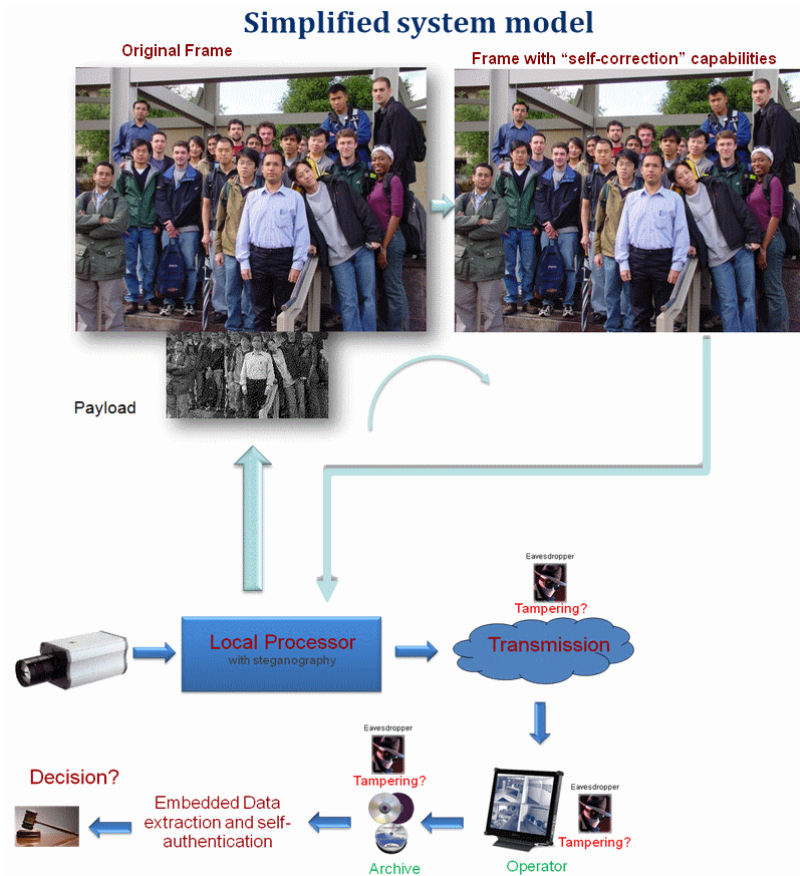 Simplified system model
Original Frame
Frame with “self-correction” capabilities
Payload
Eavesdropper
Tampering?
Local Processor
with steganography
Transmission
Eavesdropper
Tampering?
Eavesdropper
Tampering?
Decision?
Embedded Data
extraction and self-
authentication
Archive
Operator